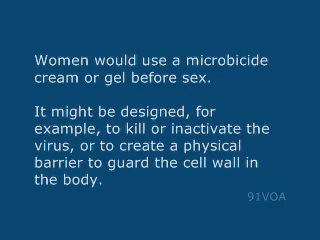 Women would use a microbicide
cream or gel before sex.
It might be designed, for
example, to kill or inactivate the
virus, or to create a physical
barrier to guard the cell wall in
the body.
91VOA